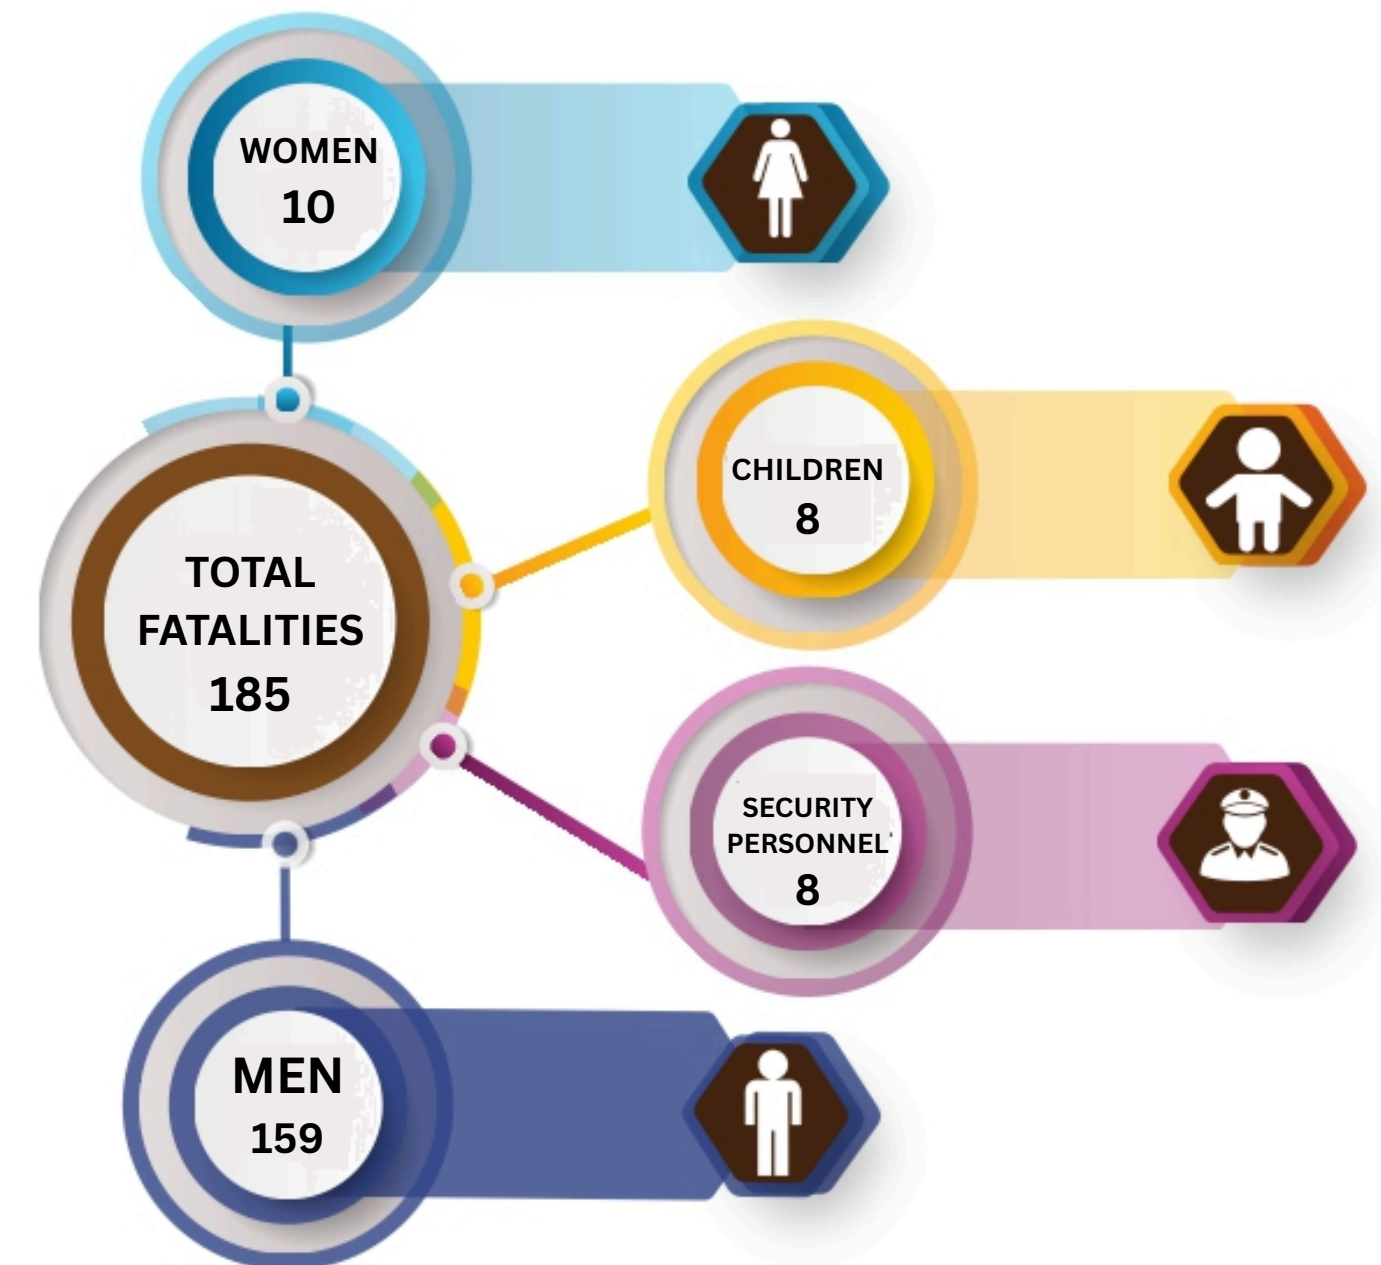 WOMEN
10
CHILDREN
8
TOTAL
FATALITIES
185
SECURITY
PERSONNEL
8
MEN
159